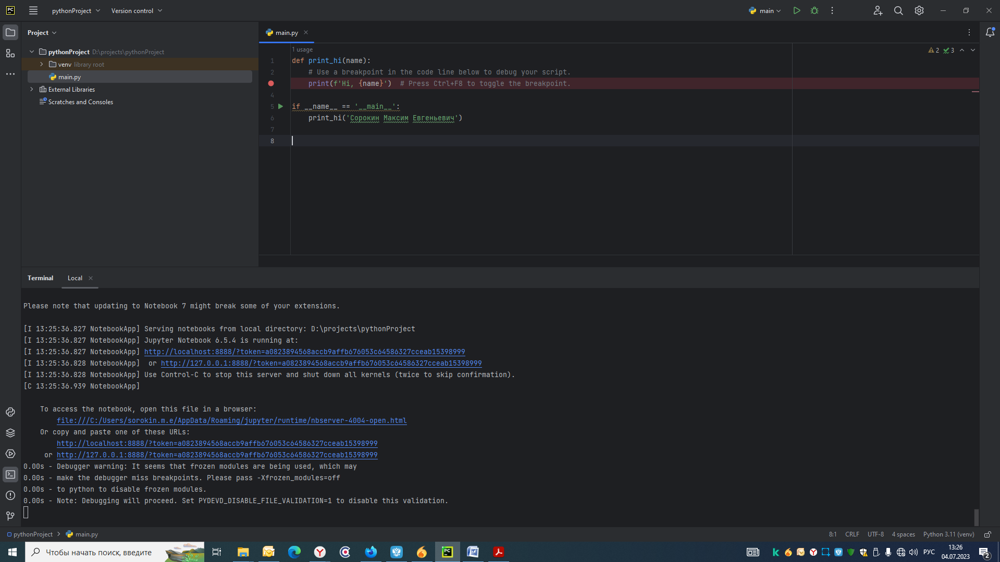 PC
pythonProject
Version control
main
Project
main.py
pythonProject D:\projects\pythonProject
venv library root
main.py
External Libraries
Scratches and Consoles
1 usage
2 3
1 def print_hi(name):
2 # Use a breakpoint in the code line below to debug your script.
print(f'Hi, {name}')  # Press Ctrl+F8 to toggle the breakpoint.
4
5 if __name__ == '__main__':
6 print_hi('Сорокин Максим Евгеньевич')
7
8
Terminal Local
Please note that updating to Notebook 7 might break some of your extensions.
[I 13:25:36.827 NotebookApp] Serving notebooks from local directory: D:\projects\pythonProject
[I 13:25:36.827 NotebookApp] Jupyter Notebook 6.5.4 is running at:
[I 13:25:36.827 NotebookApp] http://localhost:8888/?token=a0823894568accb9affb676053c64586327cceab15398999
[I 13:25:36.828 NotebookApp]  or http://127.0.0.1:8888/?token=a0823894568accb9affb676053c64586327cceab15398999
[I 13:25:36.828 NotebookApp] Use Control-C to stop this server and shut down all kernels (twice to skip confirmation).
[C 13:25:36.939 NotebookApp]
To access the notebook, open this file in a browser:
file:///C:/Users/sorokin.m.e/AppData/Roaming/jupyter/runtime/nbserver-4004-open.html
Or copy and paste one of these URLs:
http://localhost:8888/?token=a0823894568accb9affb676053c64586327cceab15398999
or http://127.0.0.1:8888/?token=a0823894568accb9affb676053c64586327cceab15398999
0.00s - Debugger warning: It seems that frozen modules are being used, which may
0.00s - make the debugger miss breakpoints. Please pass -Xfrozen_modules=off
0.00s - to python to disable frozen modules.
0.00s - Note: Debugging will proceed. Set PYDEVD_DISABLE_FILE_VALIDATION=1 to disable this validation.
pythonProject main.py
8:1 CRLF UTF-8 4 spaces Python 3.11 (venv)
Чтобы начать поиск, введите
РУС
13:26
04.07.2023
2